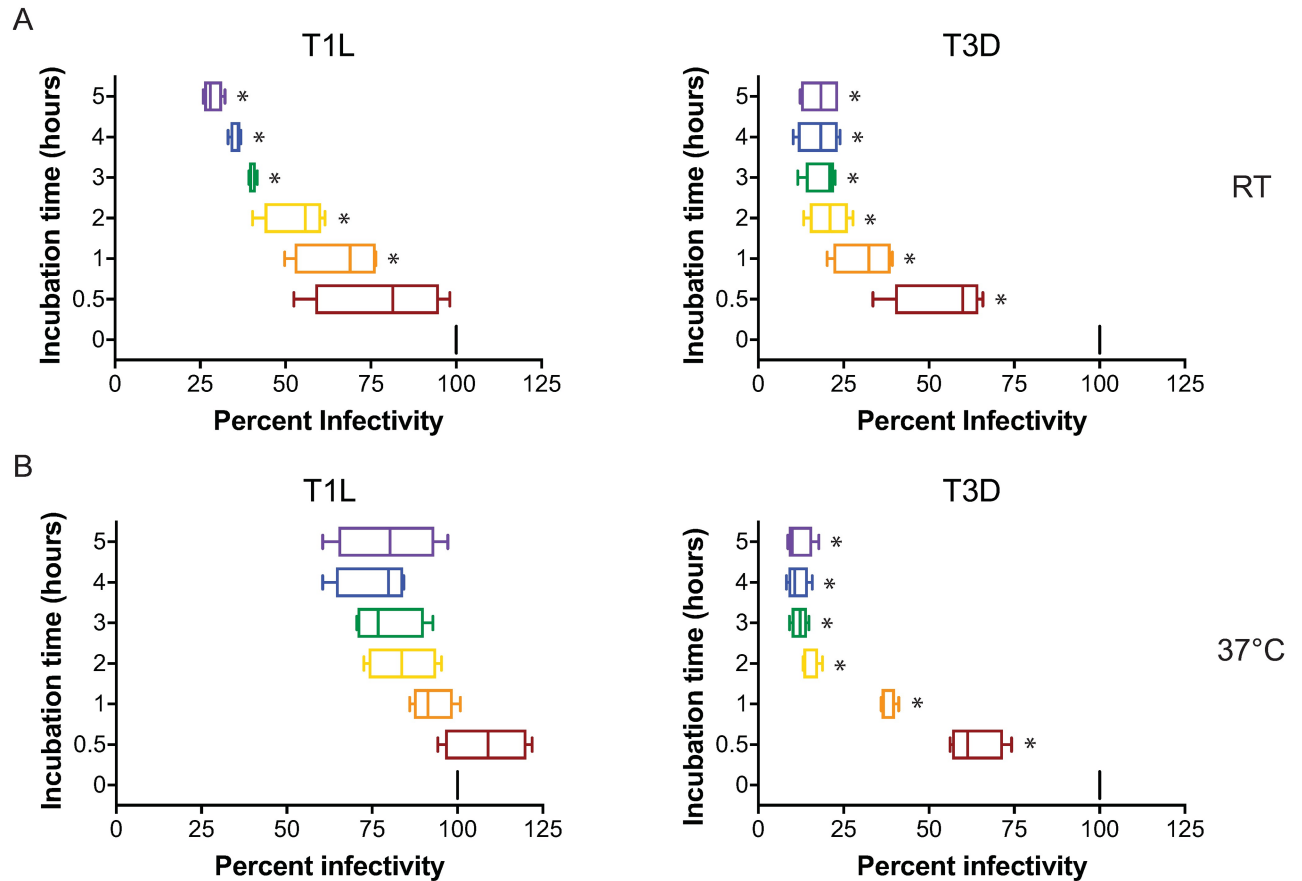 A
T1L
T3D
Incubation time (hours)
5 *
4 *
3 *
2 *
1 *
0.5
0
0 25 50 75 100 125
Percent Infectivity
Incubation time (hours)
5 *
4 *
3 *
2 *
1 *
0.5 *
0
0 25 50 75 100 125
Percent Infectivity
RT
B
T1L
T3D
Incubation time (hours)
5
4
3
2
1
0.5
0
0 25 50 75 100 125
Percent infectivity
Incubation time (hours)
5 *
4 *
3 *
2 *
1 *
0.5 *
0
0 25 50 75 100 125
Percent infectivity
37°C